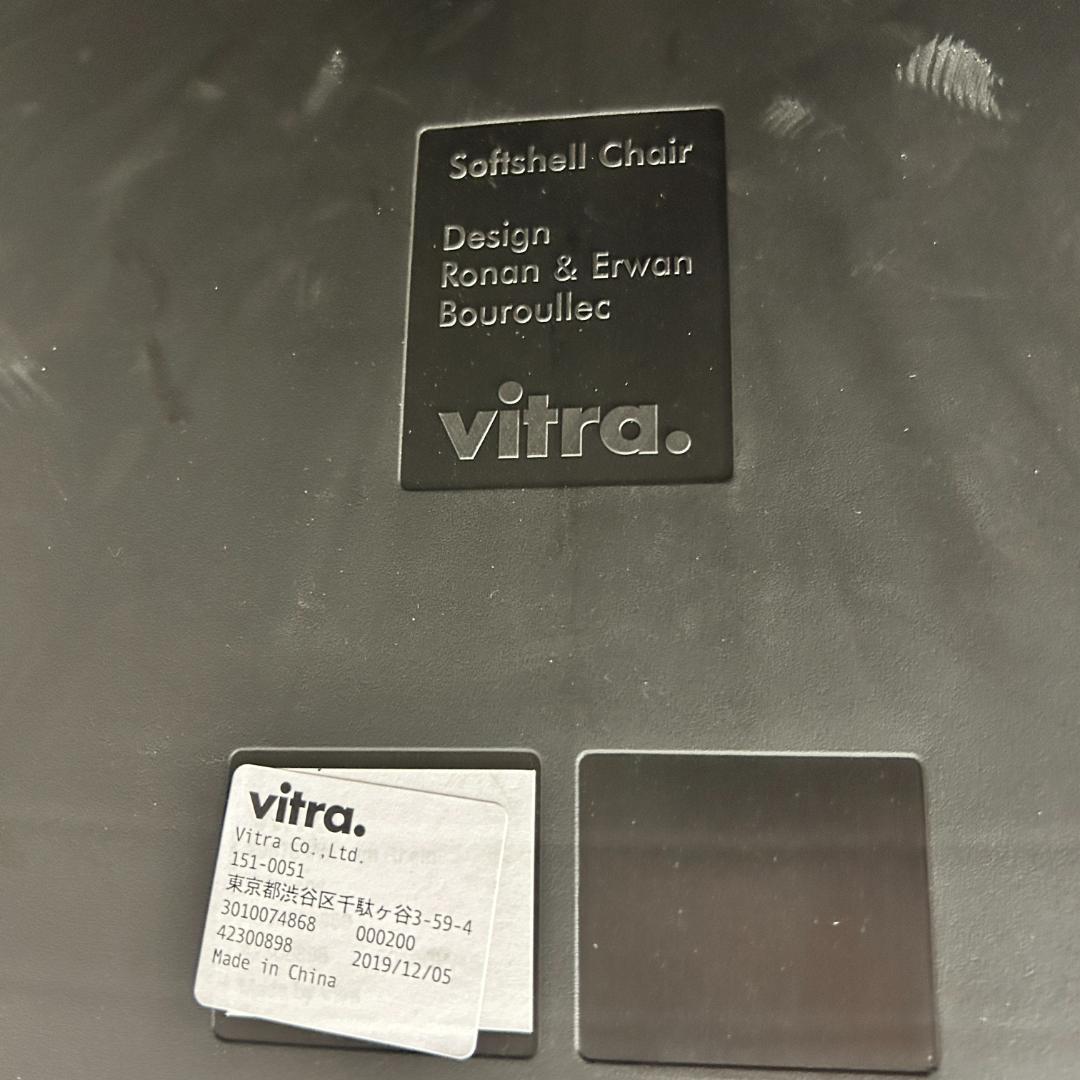 Softshell Chair
Design
Ronan & Erwan
Bouroullec
vitra.
vitra.
Vitra Co.,Ltd.
151-0051
東京都渋谷区千駄ヶ谷3-59-4
3010074868 000200
42300898 2019/12/05
Made in China